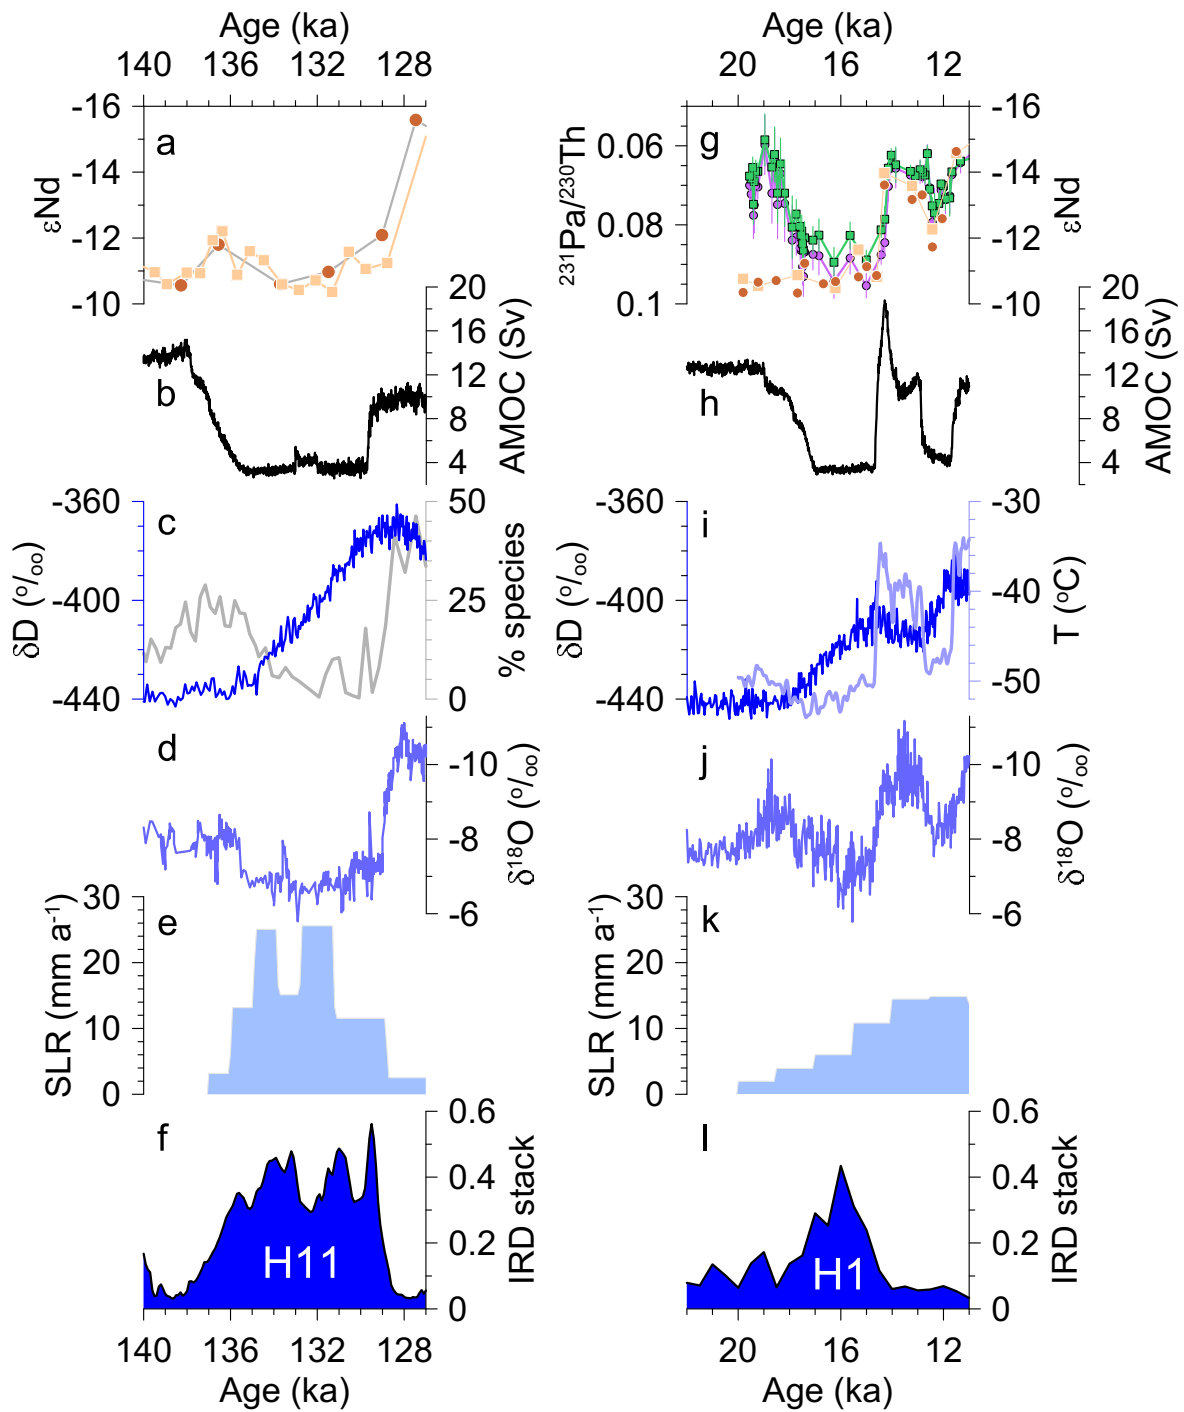 Age (ka)
140 136 132 128
-16
-14
-12
-10
εNd
a
20
16
12
8
4
AMOC (Sv)
b
-360
-400
-440
δD (o/oo)
c
50
25
0
% species
d
-10
-8
-6
δ18O (o/oo)
30
20
10
0
SLR (mm a-1)
e
f
0.6
0.4
0.2
0
IRD stack
H11
140 136 132 128
Age (ka)
Age (ka)
20 16 12
0.06
0.08
0.1
231Pa/230Th
g
-16
-14
-12
-10
εNd
20
16
12
8
4
AMOC (Sv)
h
-360
-400
-440
δD (o/oo)
i
-30
-40
-50
T (oC)
j
-10
-8
-6
δ18O (o/oo)
30
20
10
0
SLR (mm a-1)
k
l
0.6
0.4
0.2
0
IRD stack
H1
20 16 12
Age (ka)